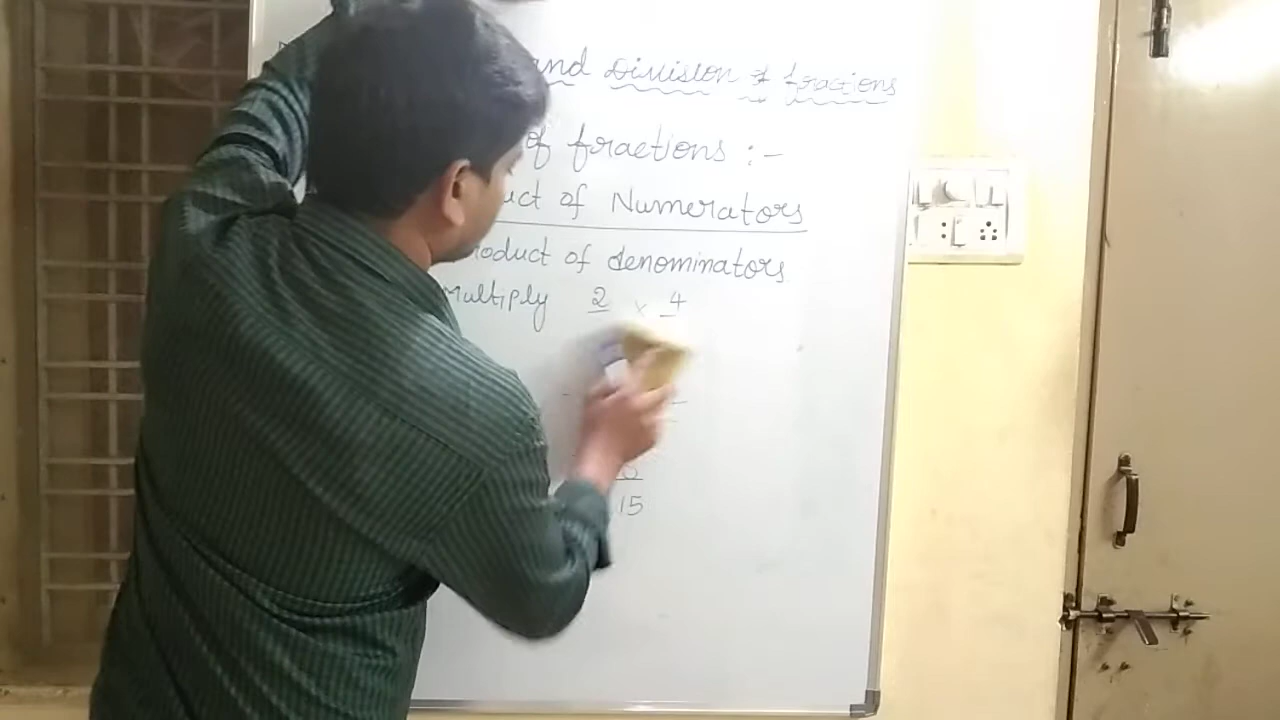 and Division of fractions
of fractions :-
uct of Numerators
roduct of denominators
Multiply 2 × 4
15